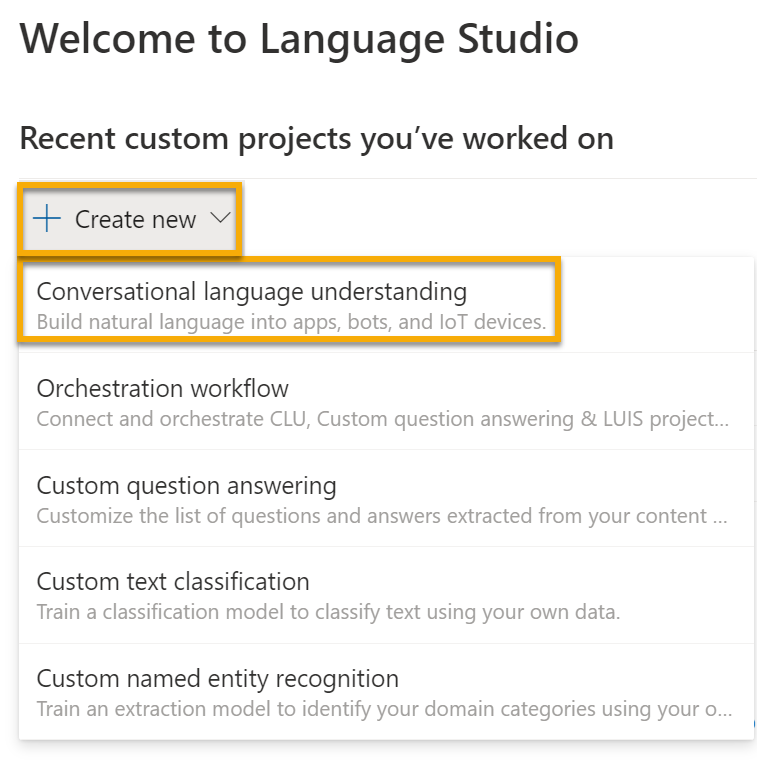 Welcome to Language Studio
Recent custom projects you’ve worked on
Create new
Conversational language understanding
Build natural language into apps, bots, and IoT devices.
Orchestration workflow
Connect and orchestrate CLU, Custom question answering & LUIS project...
Custom question answering
Customize the list of questions and answers extracted from your content ...
Custom text classification
Train a classification model to classify text using your own data.
Custom named entity recognition
Train an extraction model to identify your domain categories using your o...